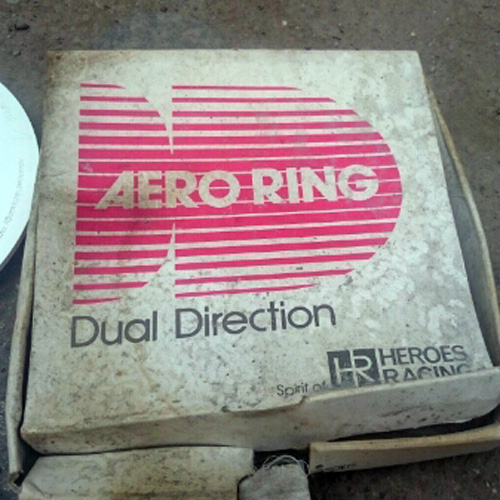 AERO RING
Dual Direction
HR HEROES
Spirit of RACING